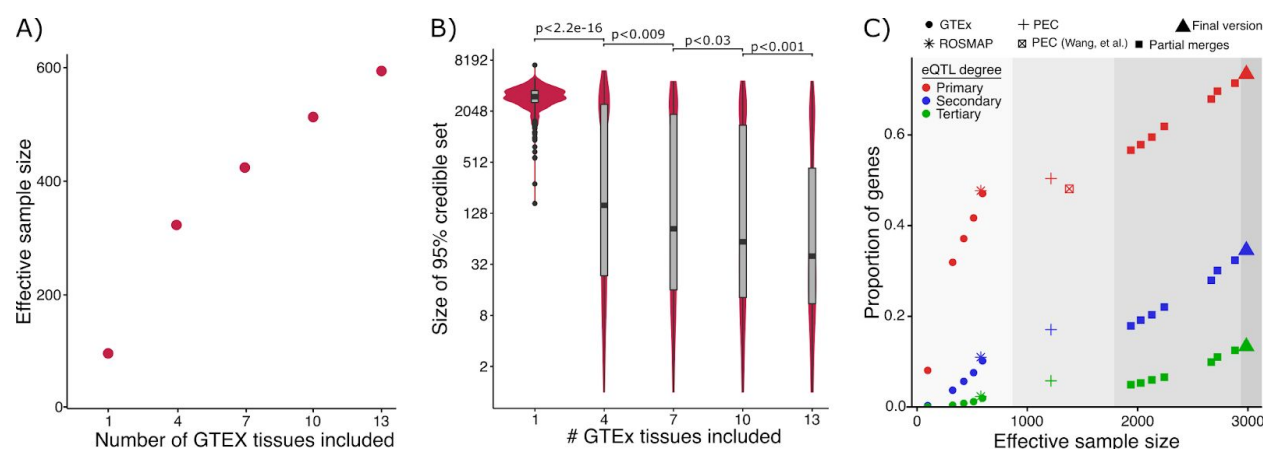 A)
Effective sample size
600
400
200
0
1 4 7 10 13
Number of GTEX tissues included
B)
p<2.2e-16 p<0.009 p<0.03 p<0.001
Size of 95% credible set
8192
2048
512
128
32
8
2
1 4 7 10 13
# GTEx tissues included
C)
GTEx PEC Final version
ROSMAP PEC (Wang, et al.) Partial merges
eQTL degree
Primary
Secondary
Tertiary
Proportion of genes
0.6
0.4
0.2
0.0
0 1000 2000 3000
Effective sample size